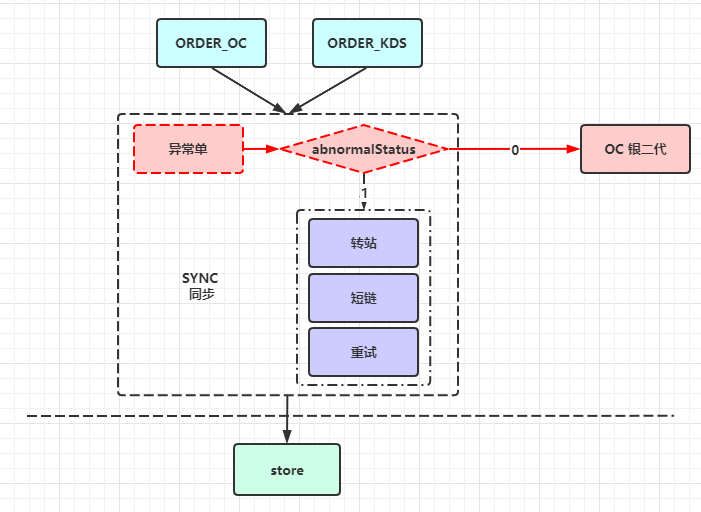 ORDER_OC
ORDER_KDS
异常单
abnormalStatus
0
OC 银二代
1
转站
SYNC
同步
短链
重试
store